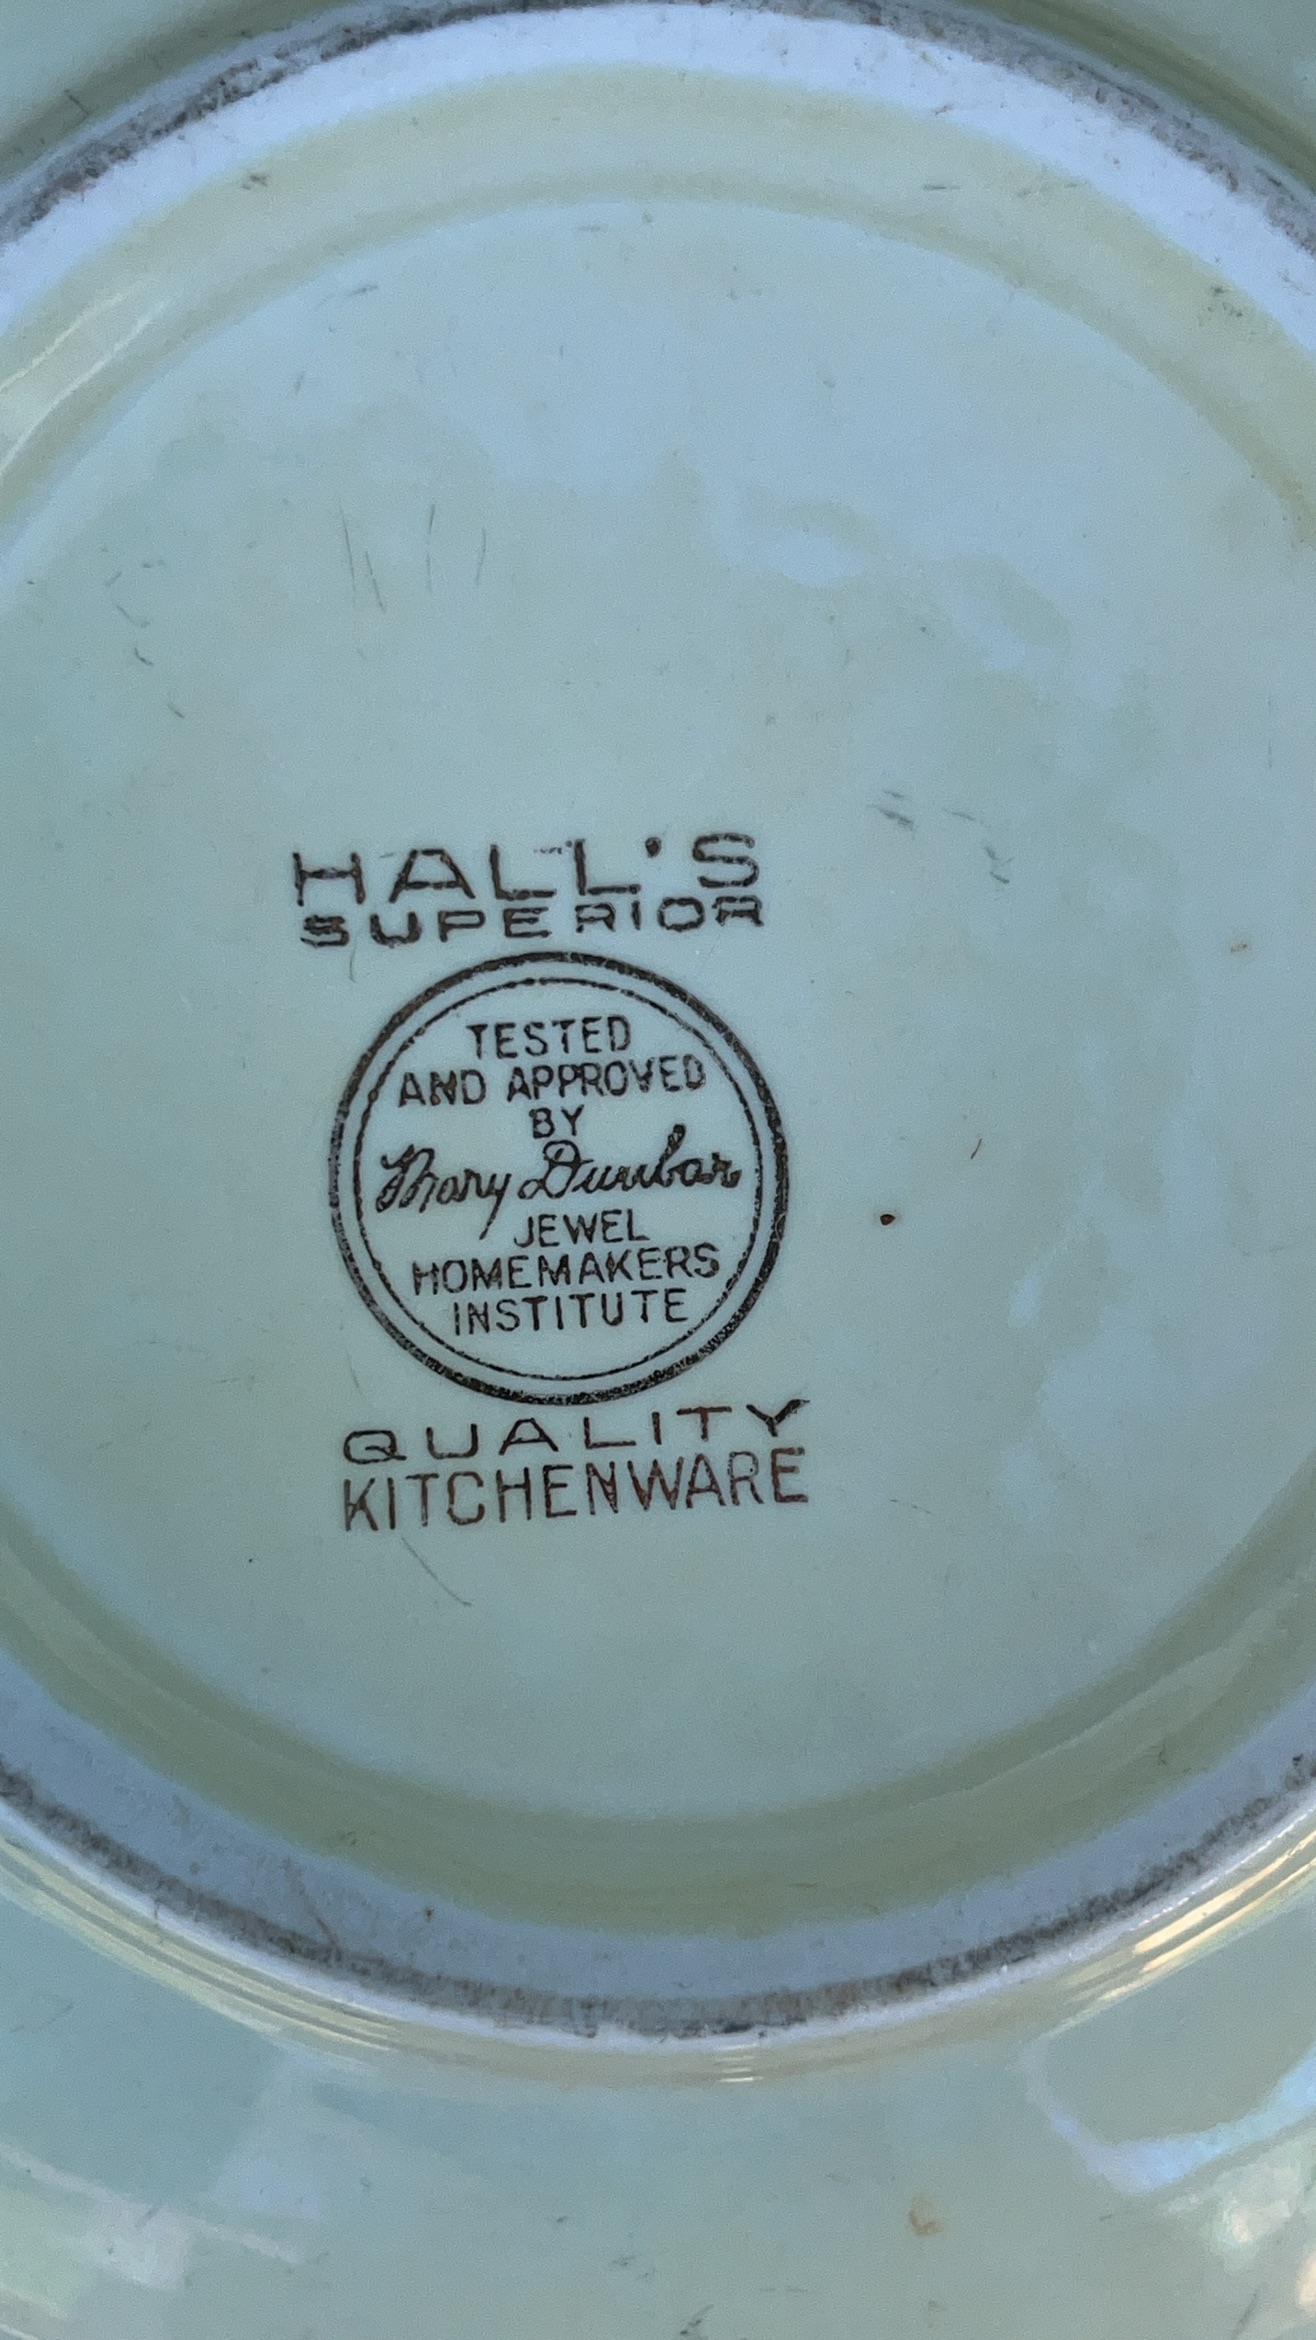 HALL'S
SUPERIOR
TESTED
AND APPROVED
BY
Mary Dunbar
JEWEL
HOMEMAKERS
INSTITUTE
QUALITY
KITCHENWARE